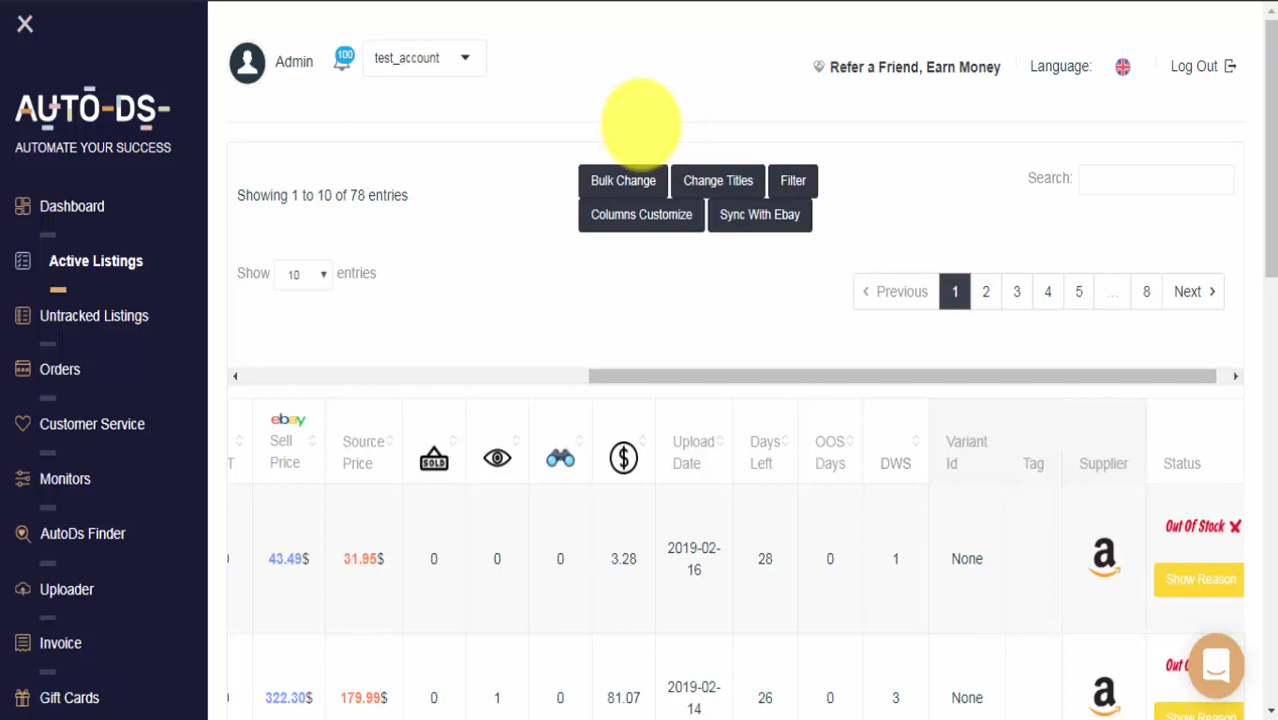 100
Admin
test_account
Refer a Friend, Earn Money
Language:
Log Out
AUTO-DS-
AUTOMATE YOUR SUCCESS
Dashboard
Active Listings
Untracked Listings
Orders
Customer Service
Monitors
AutoDs Finder
Uploader
Invoice
Gift Cards
Showing 1 to 10 of 78 entries
Bulk Change
Change Titles
Filter
Columns Customize
Sync With Ebay
Search:
Show 10 entries
Previous 1 2 3 4 5 ... 8 Next
T
ebay
Sell
Price
Source
Price
SOLD
$
Upload
Date
Days
Left
OOS
Days
DWS
Variant
Id
Tag
Supplier
Status
43.49$
31.95$
0
0
0
3.28
2019-02-
16
28
0
1
None
a
Out Of Stock
Show Reason
322.30$
179.99$
0
1
0
81.07
2019-02-
14
26
0
3
None
a